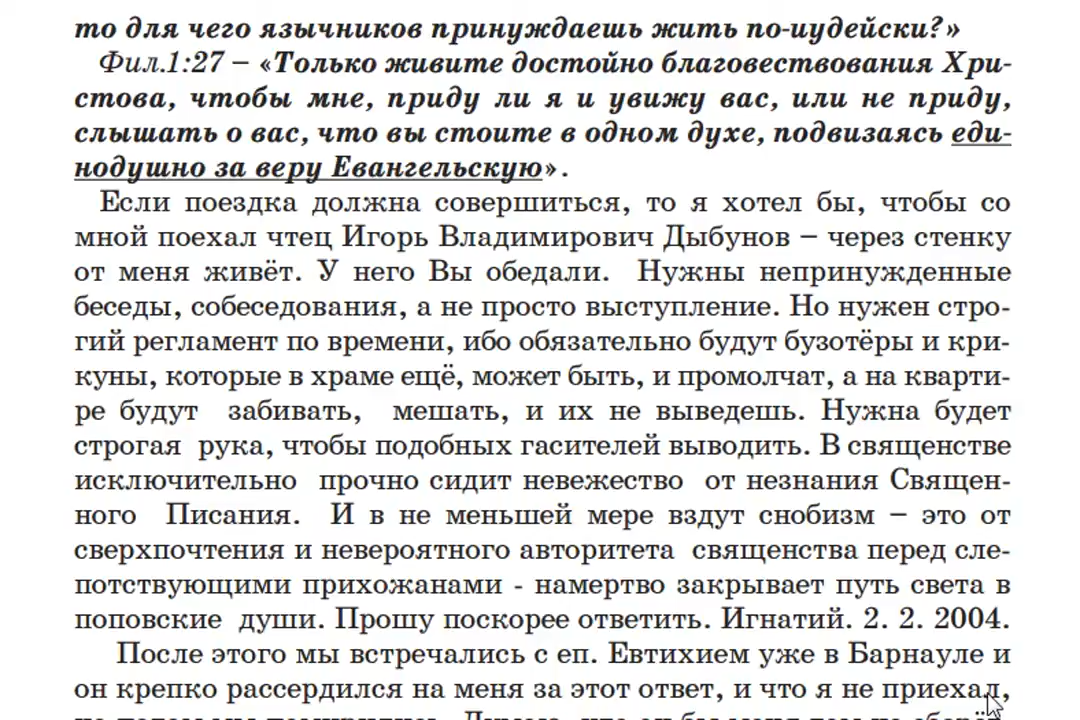 то для чего язычников принуждаешь жить по-иудейски?»
Фил.1:27 – «Только живите достойно благовествования Хри-
стова, чтобы мне, приду ли я и увижу вас, или не приду,
слышать о вас, что вы стоите в одном духе, подвизаясь еди-
нодушно за веру Евангельскую».
Если поездка должна совершиться, то я хотел бы, чтобы со
мной поехал чтец Игорь Владимирович Дыбунов – через стенку
от меня живёт. У него Вы обедали. Нужны непринужденные
беседы, собеседования, а не просто выступление. Но нужен стро-
гий регламент по времени, ибо обязательно будут бузотёры и кри-
куны, которые в храме ещё, может быть, и промолчат, а на кварти-
ре будут забивать, мешать, и их не выведешь. Нужна будет
строгая рука, чтобы подобных гасителей выводить. В священстве
исключительно прочно сидит невежество от незнания Священ-
ного Писания. И в не меньшей мере вздут снобизм – это от
сверхпочтения и невероятного авторитета священства перед сле-
потствующими прихожанами - намертво закрывает путь света в
поповские души. Прошу поскорее ответить. Игнатий. 2. 2. 2004.
После этого мы встречались с еп. Евтихием уже в Барнауле и
он крепко рассердился на меня за этот ответ, и что я не приехал,